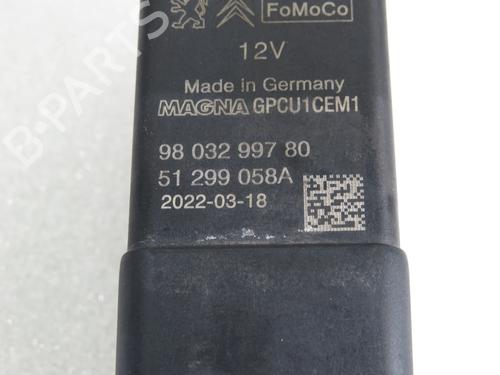 FoMoCo
12V
Made in Germany
MAGNA GPCU1CEM1
98 032 997 80
51 299 058A
2022-03-18
B-PARTS